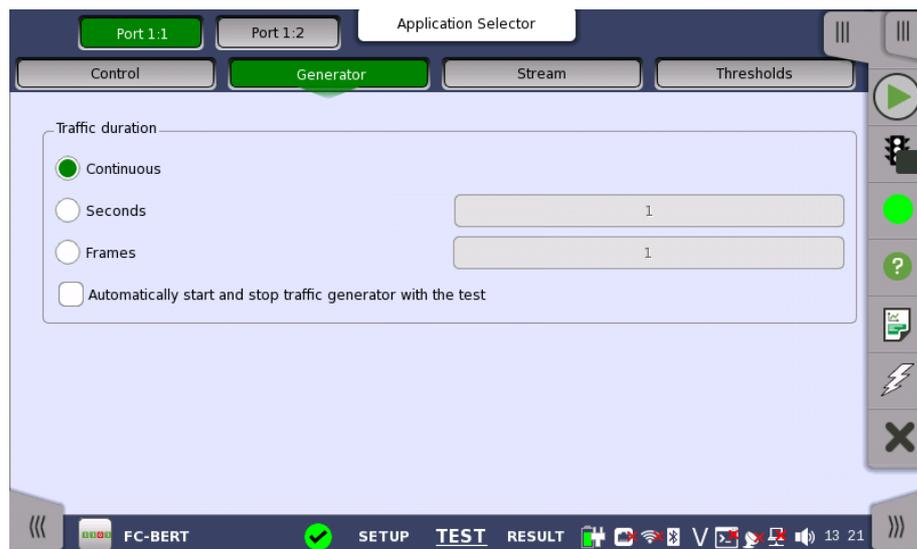 Application Selector
Port 1:1 Port 1:2
Control Generator Stream Thresholds
Traffic duration
Continuous
Seconds 1
Frames 1
Automatically start and stop traffic generator with the test
FC-BERT SETUP TEST RESULT V 13 21